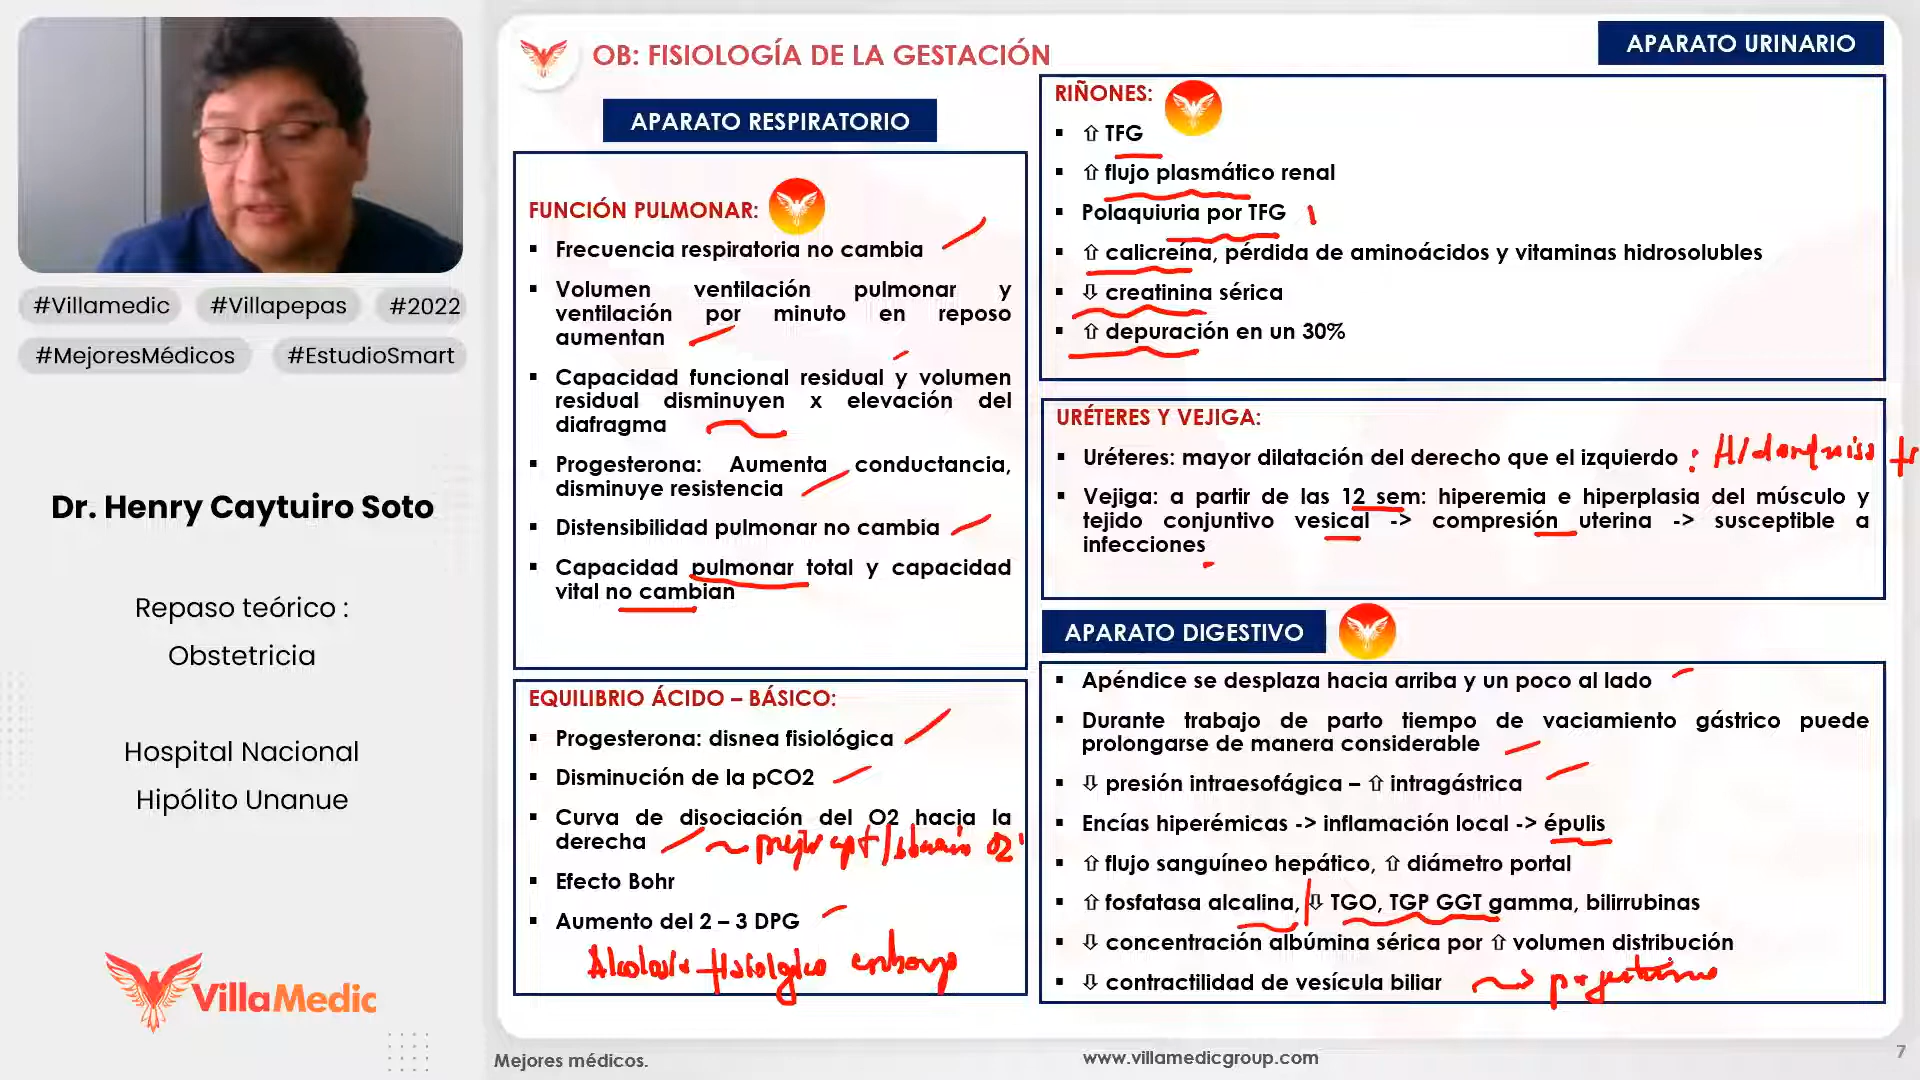 #Villamedic
#Villapepas
#2022
#MejoresMédicos
#EstudioSmart
Dr. Henry Caytuiro Soto
Repaso teórico :
Obstetricia
Hospital Nacional
Hipólito Unanue
VillaMedic
OB: FISIOLOGÍA DE LA GESTACIÓN
APARATO RESPIRATORIO
FUNCIÓN PULMONAR:
▪ Frecuencia respiratoria no cambia
▪ Volumen ventilación pulmonar y
ventilación por minuto en reposo
aumentan
▪ Capacidad funcional residual y volumen
residual disminuyen x elevación del
diafragma
▪ Progesterona: Aumenta conductancia,
disminuye resistencia
▪ Distensibilidad pulmonar no cambia
▪ Capacidad pulmonar total y capacidad
vital no cambian
EQUILIBRIO ÁCIDO – BÁSICO:
▪ Progesterona: disnea fisiológica
▪ Disminución de la pCO2
▪ Curva de disociación del O2 hacia la
derecha
O2
▪ Efecto Bohr
▪ Aumento del 2 – 3 DPG
APARATO URINARIO
RIÑONES:
▪ ⇧ TFG
▪ ⇧ flujo plasmático renal
▪ Polaquiuria por TFG
▪ ⇧ calicreína, pérdida de aminoácidos y vitaminas hidrosolubles
▪ ⇩ creatinina sérica
▪ ⇧ depuración en un 30%
URÉTERES Y VEJIGA:
▪ Uréteres: mayor dilatación del derecho que el izquierdo :
▪ Vejiga: a partir de las 12 sem: hiperemia e hiperplasia del músculo y
tejido conjuntivo vesical -> compresión uterina -> susceptible a
infecciones
APARATO DIGESTIVO
▪ Apéndice se desplaza hacia arriba y un poco al lado
▪ Durante trabajo de parto tiempo de vaciamiento gástrico puede
prolongarse de manera considerable
▪ ⇩ presión intraesofágica – ⇧ intragástrica
▪ Encías hiperémicas -> inflamación local -> épulis
▪ ⇧ flujo sanguíneo hepático, ⇧ diámetro portal
▪ ⇧ fosfatasa alcalina, ⇩ TGO, TGP GGT gamma, bilirrubinas
▪ ⇩ concentración albúmina sérica por ⇧ volumen distribución
▪ ⇩ contractilidad de vesícula biliar
Mejores médicos.
www.villamedicgroup.com
7